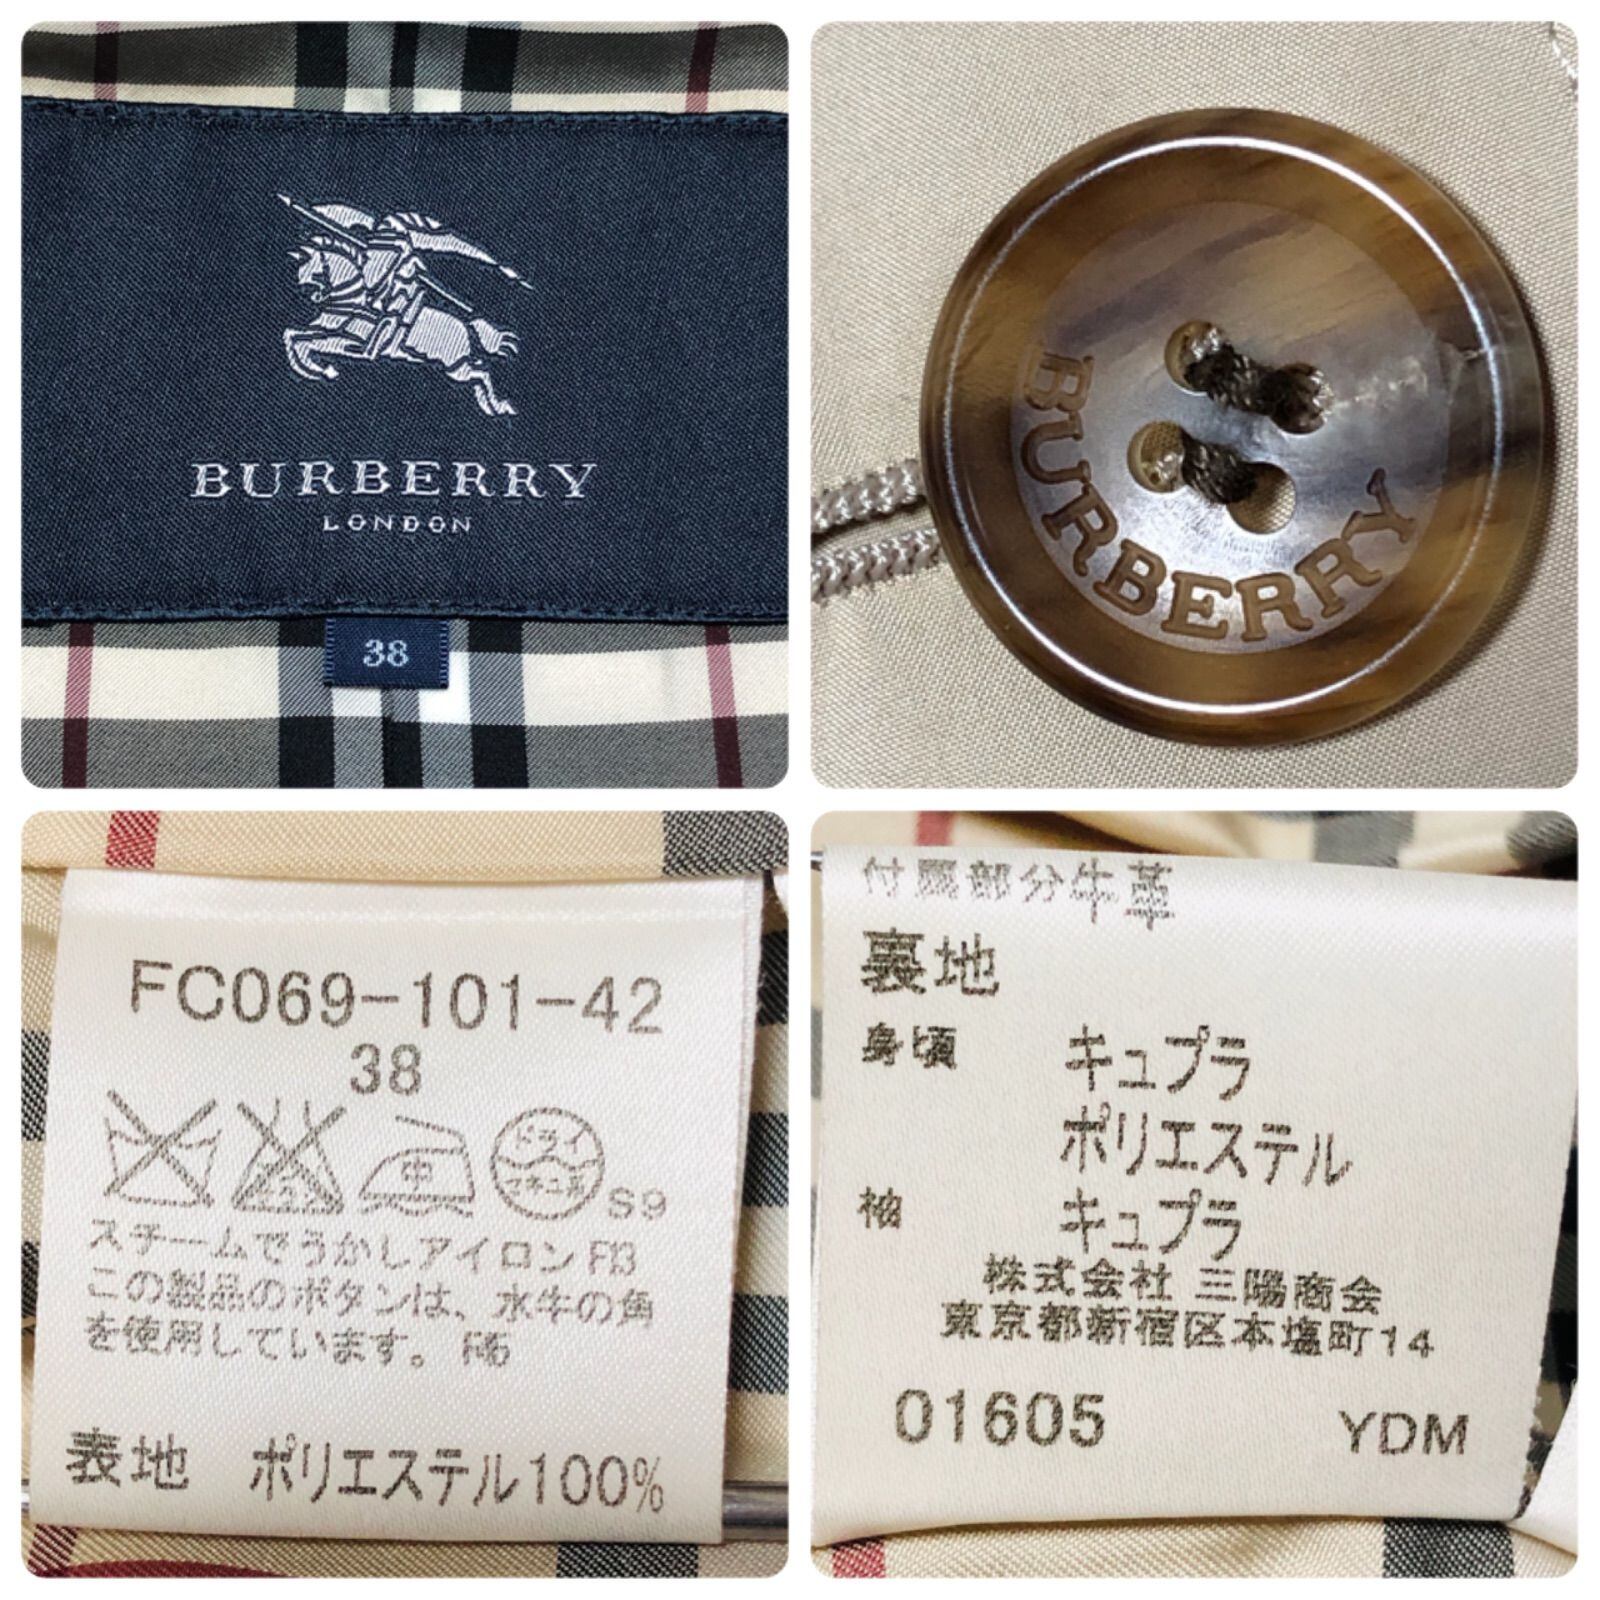 BURBERRY
LONDON
38
BURBERRY
FC069-101-42
38
中
ドライ
S9
スチームでうかしアイロン F13
この製品のボタンは、水牛の角
を使用しています。 F46
表地 ポリエステル100%
付属部分牛革
裏地
身頃 キュプラ
ポリエステル
袖 キュプラ
株式会社 三陽商会
東京都新宿区本塩町14
01605 YDM